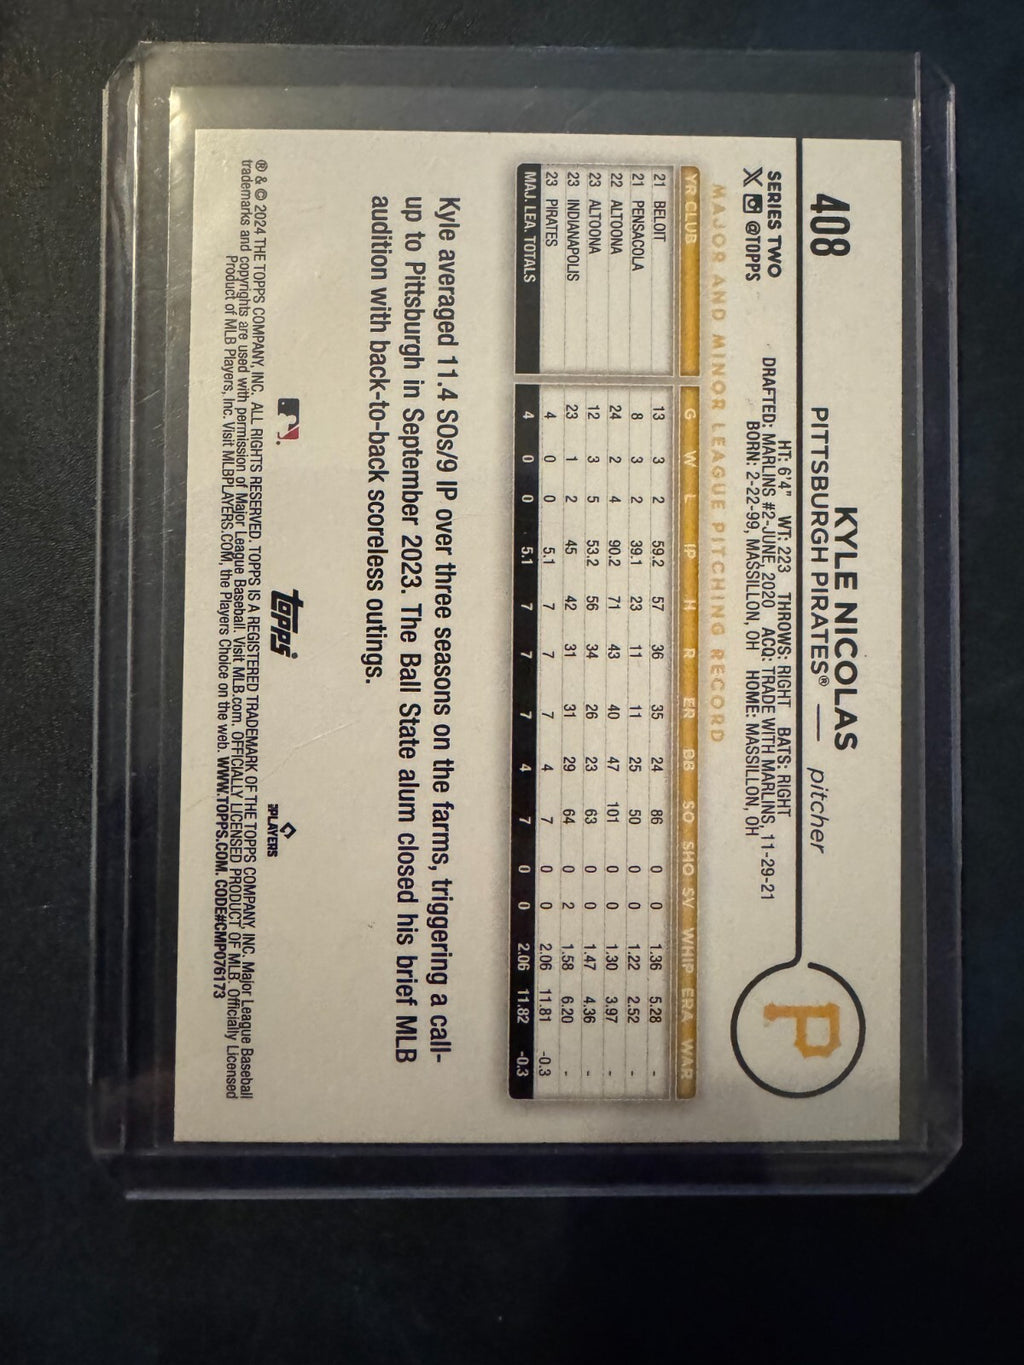 408
KYLE NICOLAS
PITTSBURGH PIRATES® — pitcher
SERIES TWO
@TOPPS
HT: 6'4" WT: 223 THROWS: RIGHT BATS: RIGHT
DRAFTED: MARLINS #2-JUNE, 2020 ACQ: TRADE WITH MARLINS, 11-29-21
BORN: 2-22-99, MASSILLON, OH HOME: MASSILLON, OH
P
MAJOR AND MINOR LEAGUE PITCHING RECORD
YR CLUB G W L IP H R ER BB SO SHO SV WHIP ERA WAR
21 BELOIT 13 3 2 59.2 57 36 35 24 86 0 0 1.36 5.28 -
21 PENSACOLA 8 3 2 39.1 23 11 11 25 50 0 0 1.22 2.52 -
22 ALTOONA 24 2 4 90.2 71 43 40 47 101 0 0 1.30 3.97 -
23 ALTOONA 12 3 5 53.2 56 34 26 23 63 0 0 1.47 4.36 -
23 INDIANAPOLIS 23 1 2 45 42 31 31 29 64 0 2 1.58 6.20 -
23 PIRATES 4 0 0 5.1 7 7 7 4 7 0 0 2.06 11.81 -0.3
MAJ. LEA. TOTALS 4 0 0 5.1 7 7 7 4 7 0 0 2.06 11.82 -0.3
Kyle averaged 11.4 SOs/9 IP over three seasons on the farms, triggering a call-
up to Pittsburgh in September 2023. The Ball State alum closed his brief MLB
audition with back-to-back scoreless outings.
topps
PLAYERS
® & © 2024 THE TOPPS COMPANY, INC. ALL RIGHTS RESERVED. TOPPS IS A REGISTERED TRADEMARK OF THE TOPPS COMPANY, INC. Major League Baseball
trademarks and copyrights are used with permission of Major League Baseball. Visit MLB.com. OFFICIALLY LICENSED PRODUCT OF MLB. Officially Licensed
Product of MLB Players, Inc. Visit MLBPLAYERS.COM, the Players Choice on the web. WWW.TOPPS.COM. CODE#CMP076173